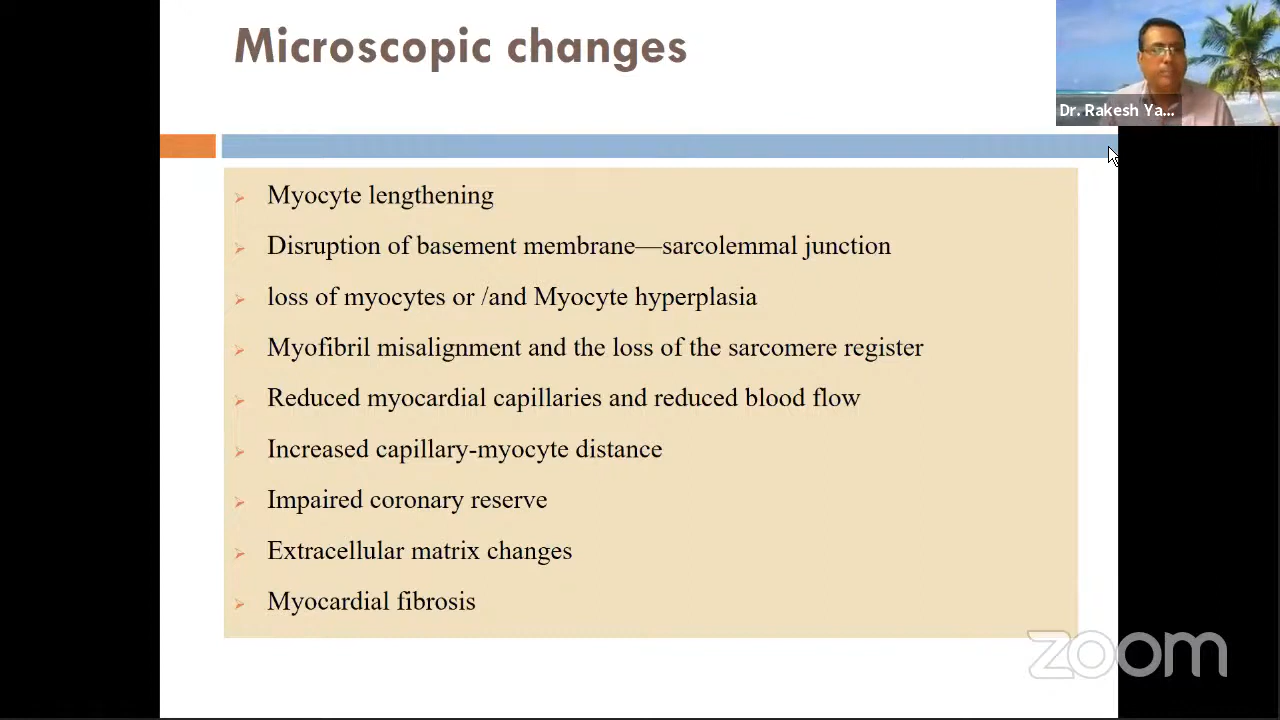 Microscopic changes
Dr. Rakesh Ya...
Myocyte lengthening
Disruption of basement membrane—sarcolemmal junction
loss of myocytes or /and Myocyte hyperplasia
Myofibril misalignment and the loss of the sarcomere register
Reduced myocardial capillaries and reduced blood flow
Increased capillary-myocyte distance
Impaired coronary reserve
Extracellular matrix changes
Myocardial fibrosis
zoom